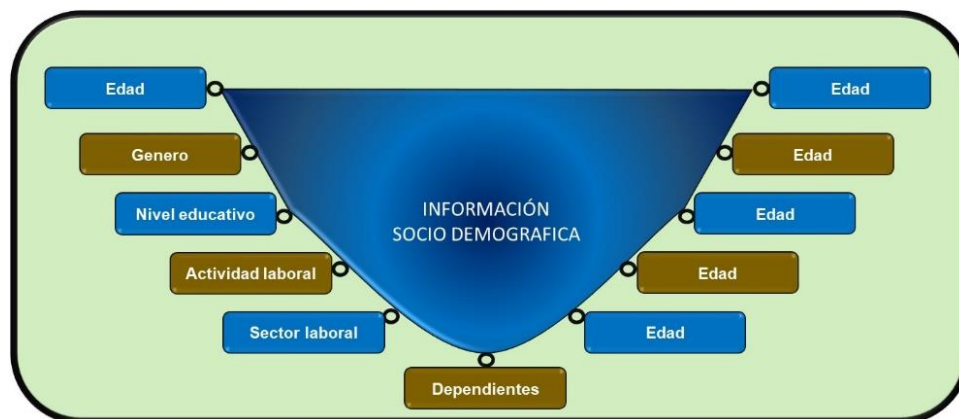 Edad
Edad
Genero
Edad
Nivel educativo
Edad
INFORMACIÓN
SOCIO DEMOGRAFICA
Actividad laboral
Edad
Sector laboral
Edad
Dependientes